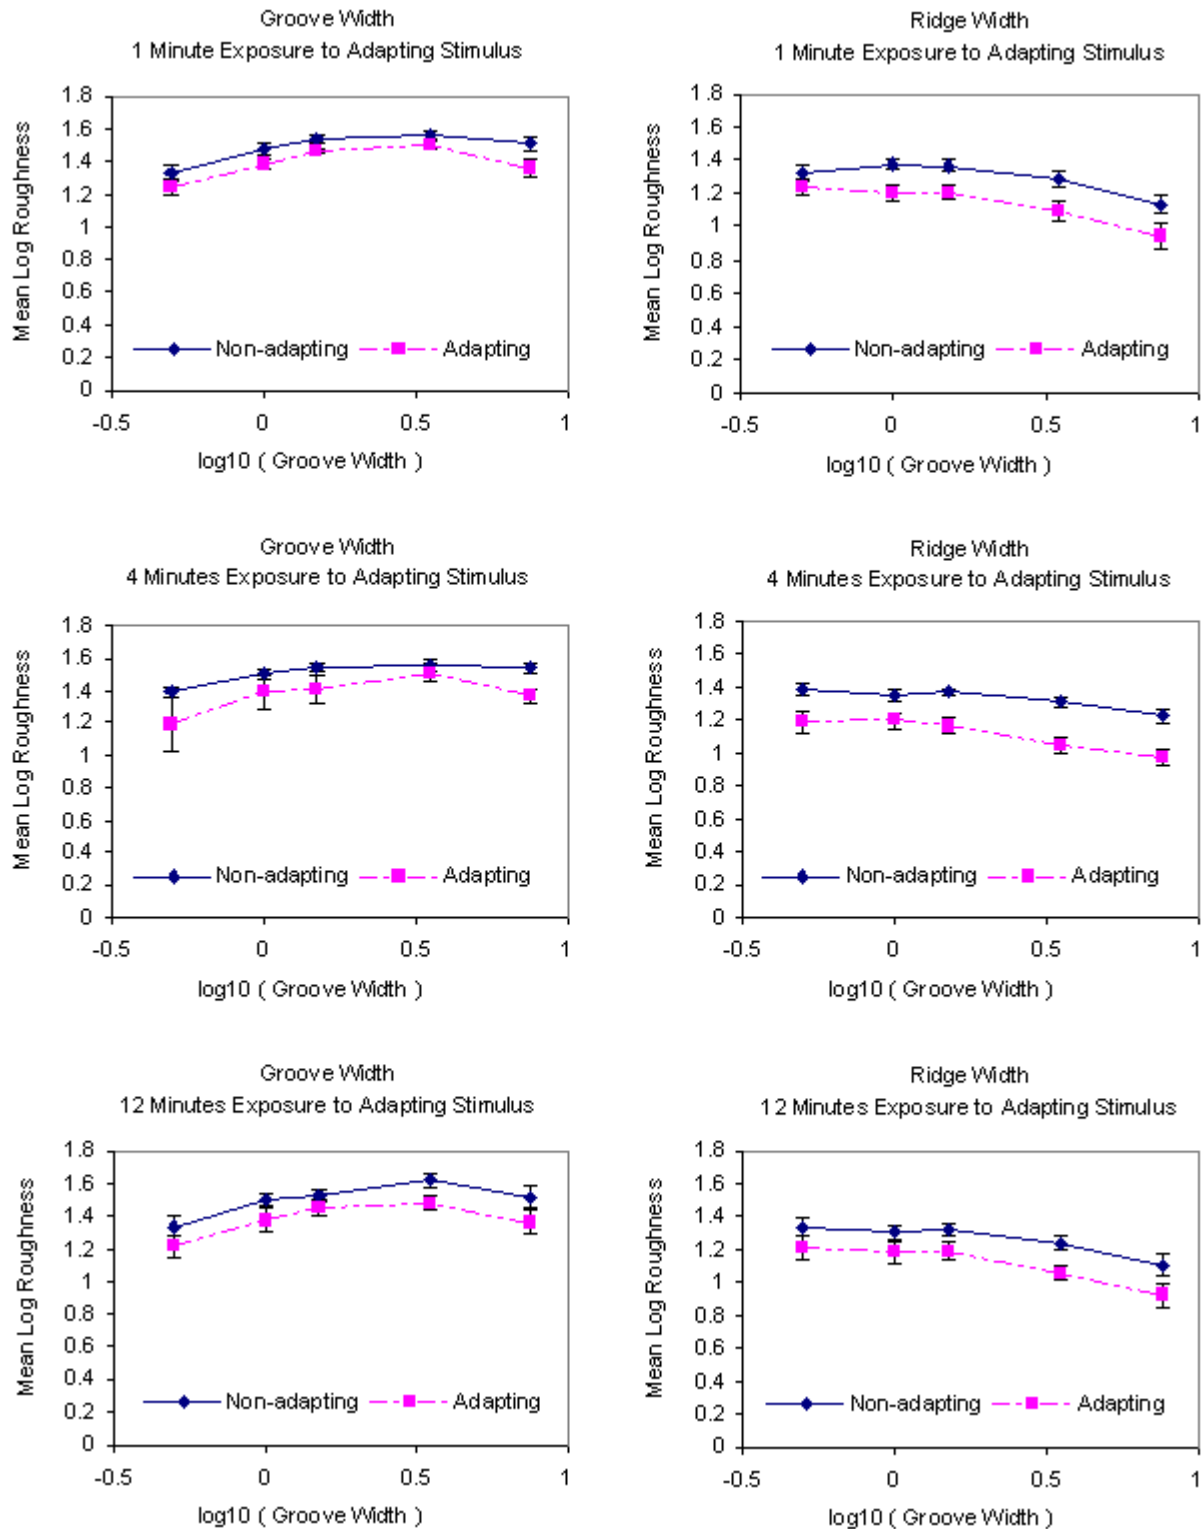 Groove Width
1 Minute Exposure to Adapting Stimulus
Mean Log Roughness
1.8
1.6
1.4
1.2
1
0.8
0.6
0.4
0.2
0
Non-adapting Adapting
-0.5 0 0.5 1
log10 ( Groove Width )
Ridge Width
1 Minute Exposure to Adapting Stimulus
Mean Log Roughness
1.8
1.6
1.4
1.2
1
0.8
0.6
0.4
0.2
0
Non-adapting Adapting
-0.5 0 0.5 1
log10 ( Groove Width )
Groove Width
4 Minutes Exposure to Adapting Stimulus
Mean Log Roughness
1.8
1.6
1.4
1.2
1
0.8
0.6
0.4
0.2
0
Non-adapting Adapting
-0.5 0 0.5 1
log10 ( Groove Width )
Ridge Width
4 Minutes Exposure to Adapting Stimulus
Mean Log Roughness
1.8
1.6
1.4
1.2
1
0.8
0.6
0.4
0.2
0
Non-adapting Adapting
-0.5 0 0.5 1
log10 ( Groove Width )
Groove Width
12 Minutes Exposure to Adapting Stimulus
Mean Log Roughness
1.8
1.6
1.4
1.2
1
0.8
0.6
0.4
0.2
0
Non-adapting Adapting
-0.5 0 0.5 1
log10 ( Groove Width )
Ridge Width
12 Minutes Exposure to Adapting Stimulus
Mean Log Roughness
1.8
1.6
1.4
1.2
1
0.8
0.6
0.4
0.2
0
Non-adapting Adapting
-0.5 0 0.5 1
log10 ( Groove Width )